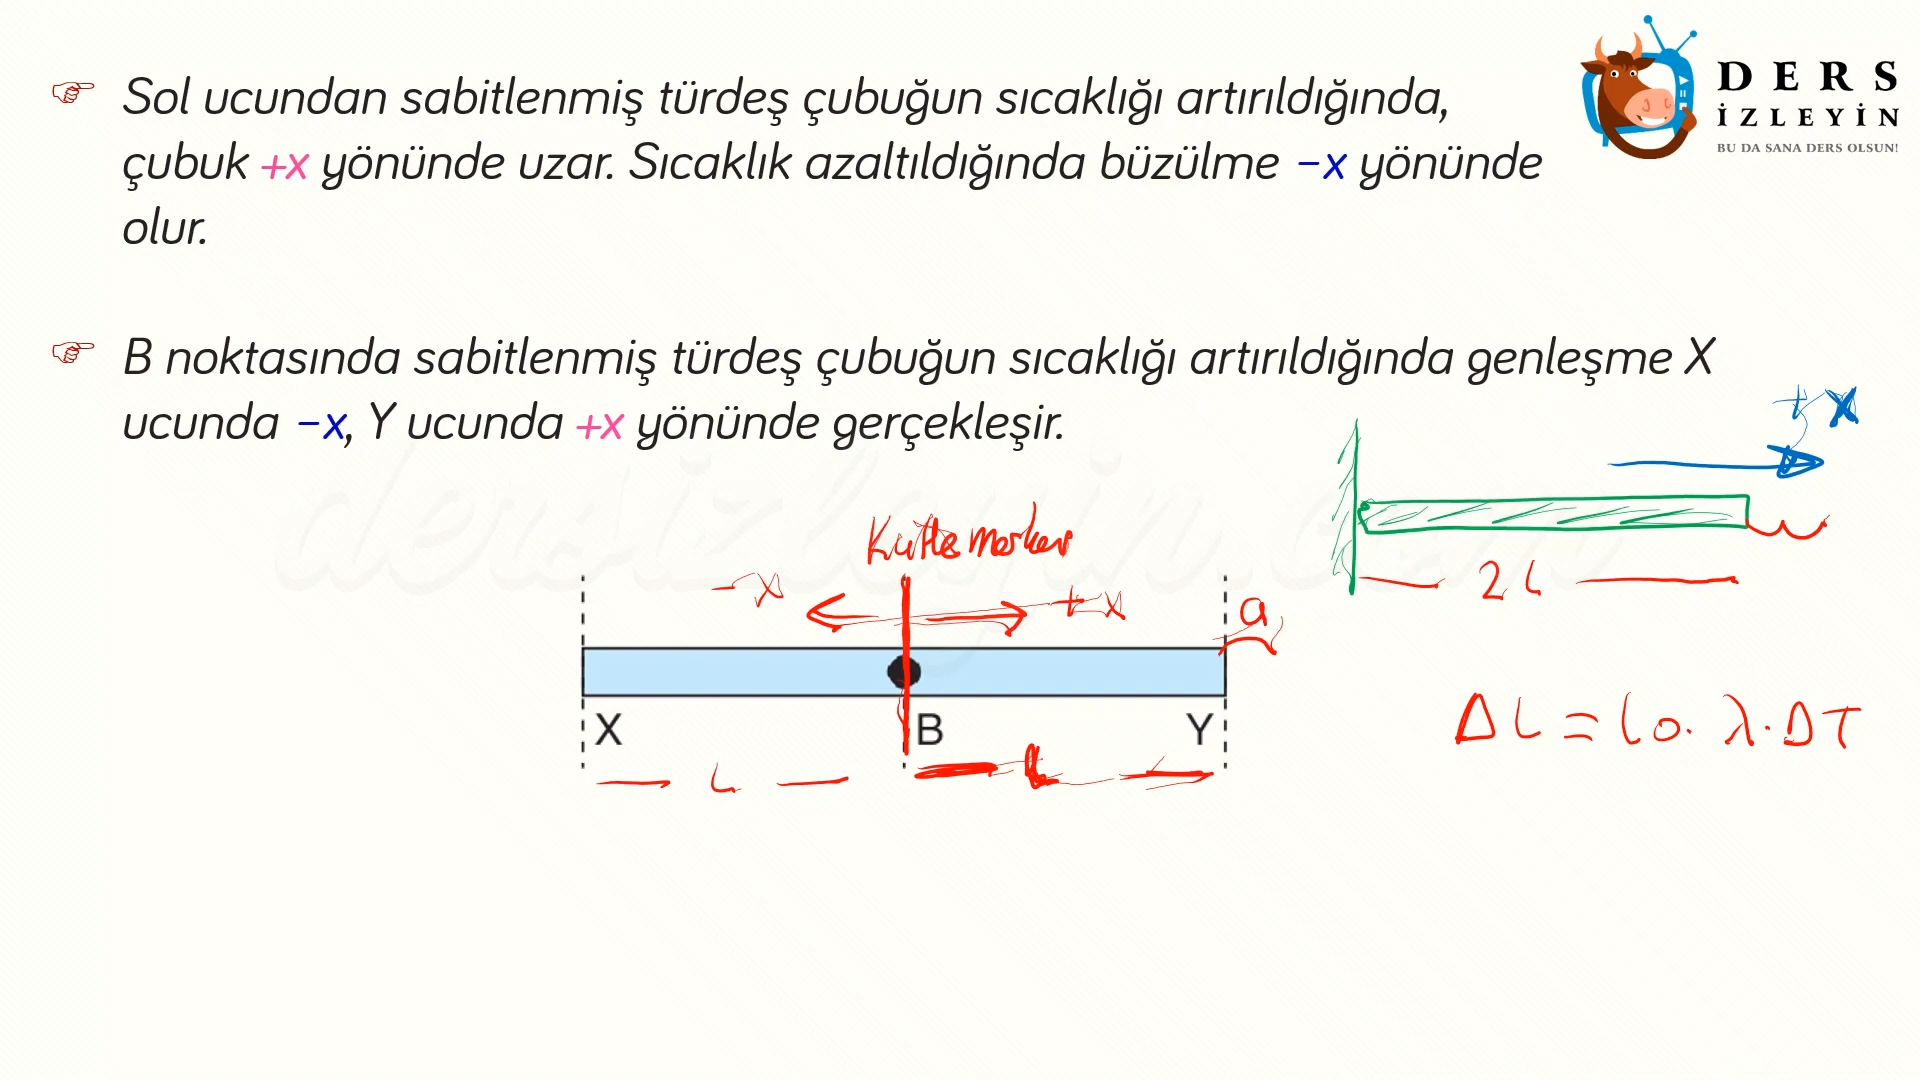 DERS
İZLEYİN
BU DA SANA DERS OLSUN!
Sol ucundan sabitlenmiş türdeş çubuğun sıcaklığı artırıldığında,
çubuk +x yönünde uzar. Sıcaklık azaltıldığında büzülme -x yönünde
olur.
B noktasında sabitlenmiş türdeş çubuğun sıcaklığı artırıldığında genleşme X
ucunda -x, Y ucunda +x yönünde gerçekleşir.
+x
dersizleyin.com
Kütle merkezi
-x
+x
a
2L
X
B
Y
ΔL = L0. λ. ΔT
L
L